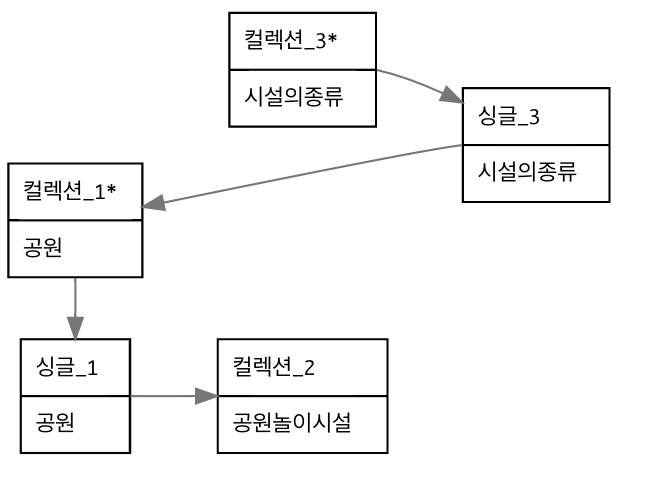 컬렉션_3*
시설의종류
싱글_3
시설의종류
컬렉션_1*
공원
싱글_1
공원
컬렉션_2
공원놀이시설